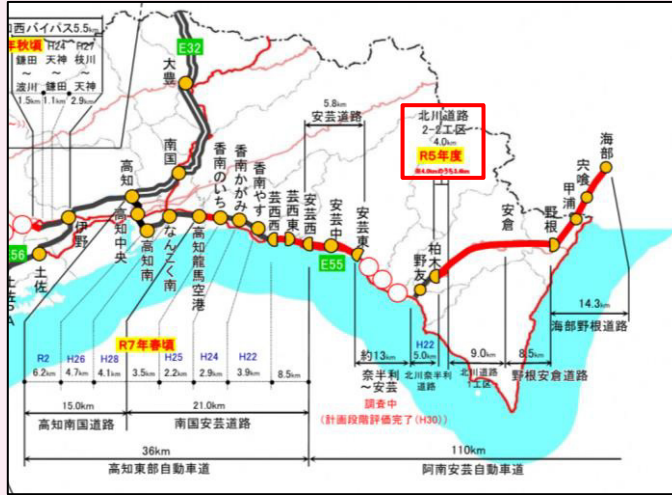 西バイパス5.5km
年秋頃
H24
H27
鎌田
～
波川
天神
～
鎌田
枝川
～
天神
1.5km
1.1km
2.9km
E32
大豊
南国
高知
高知中央
高知南
伊野
土佐
土佐PA
E56
なんこく南
高知龍馬空港
香南のいち
香南かがみ
香南やす
芸西西
芸西東
安芸西
安芸中
安芸東
5.8km
安芸道路
E55
北川道路
2-2工区
4.0km
R5年度
野友
柏木
安倉
野根
甲浦
宍喰
海部
14.3km
海部野根道路
R7年春頃
R2
6.2km
H26
4.7km
H28
4.1km
3.5km
H25
2.2km
H24
2.9km
H22
3.9km
8.5km
約13km
奈半利
～安芸
調査中
(計画段階評価完了(H30))
H22
5.0km
北川奈半利
道路
9.0km
北川道路
1工区
8.5km
野根安倉道路
15.0km
高知南国道路
21.0km
南国安芸道路
36km
高知東部自動車道
110km
阿南安芸自動車道